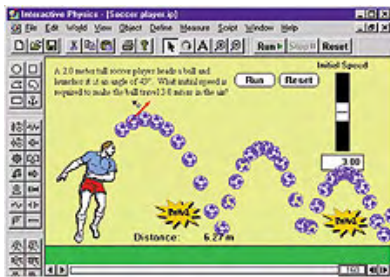 Interactive Physics - [Soccer player.ip]
File Edit World View Object Define Measure Script Window Help
Run Stop Reset
A 2.0 meter tall soccer player heads a ball and
launches it at an angle of 45°. What initial speed is
required to make the ball travel 3.0 meter in the air?
Run Reset
Initial Speed
3.00
Distance: 6.27 m